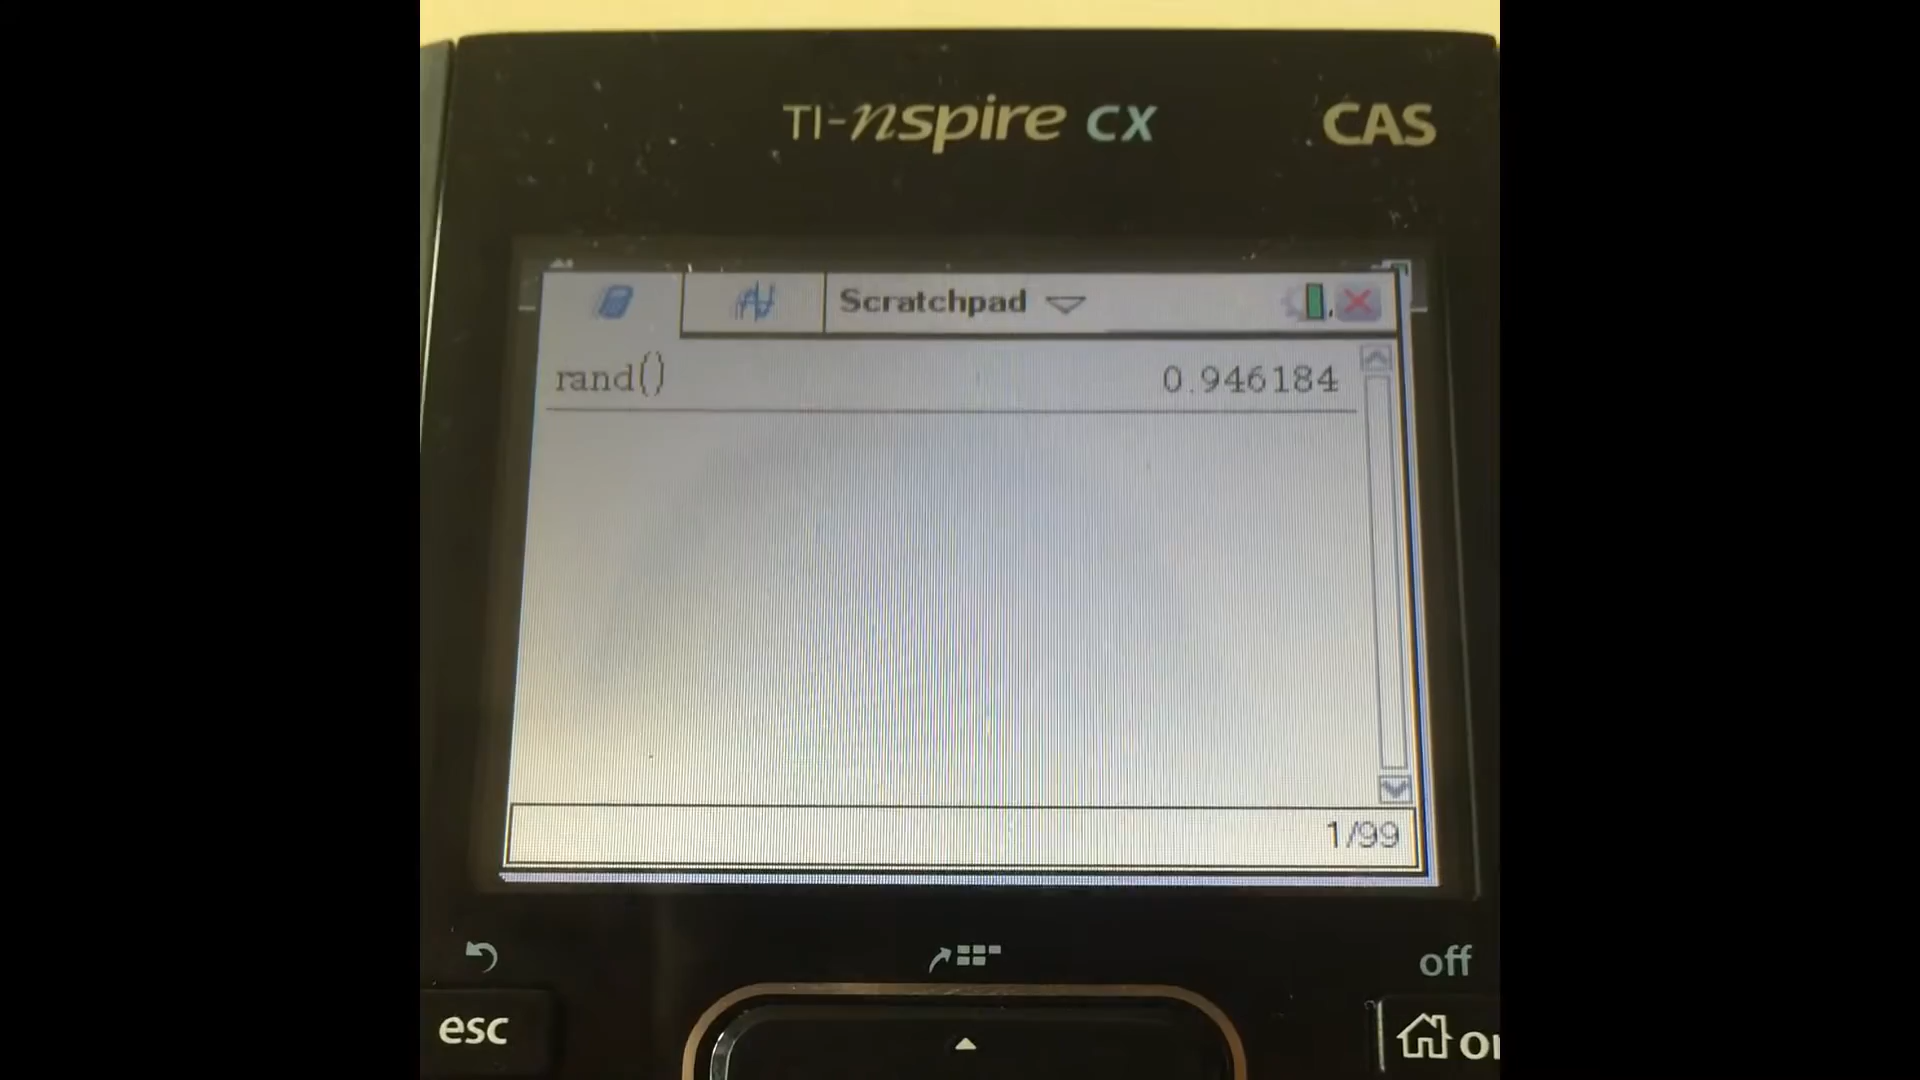 TI-nspire CX CAS
Scratchpad
rand() 0.946184
1/99
off
esc